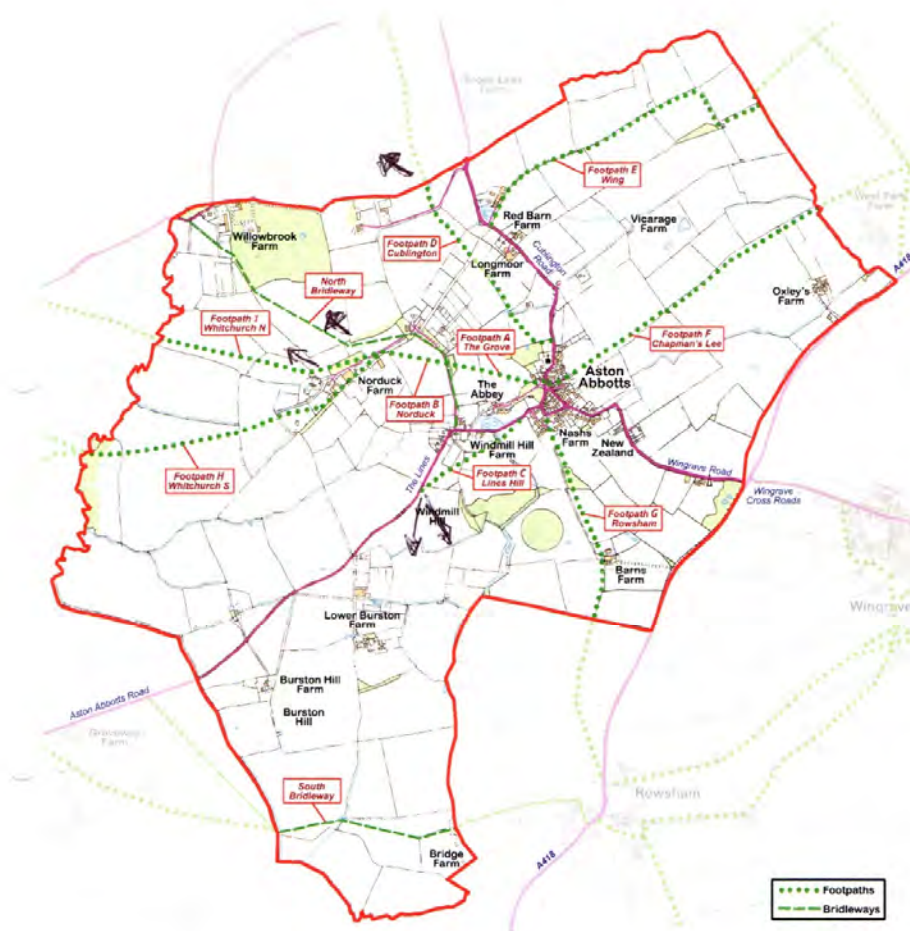 Footpath E
Wing
Red Barn
Farm
Vicarage
Farm
Willowbrook
Farm
Footpath D
Cublington
Cublington
Road
Longmoor
Farm
A418
North
Bridleway
Oxley's
Farm
Footpath I
Whitchurch N
Footpath A
The Grove
Footpath F
Chapman's Lee
Norduck
Farm
The
Abbey
Aston
Abbotts
Footpath B
Norduck
Nashs
Farm
New
Zealand
Windmill Hill
Farm
The Lines
Footpath C
Lines Hill
Wingrave Road
Wingrave
Cross Roads
Footpath H
Whitchurch S
Windmill
Hill
Footpath G
Rowsham
Barns
Farm
Wingrave
Lower Burston
Farm
Burston Hill
Farm
Aston Abbotts Road
Burston
Hill
South
Bridleway
Rowsham
Bridge
Farm
A418
Footpaths
Bridleways